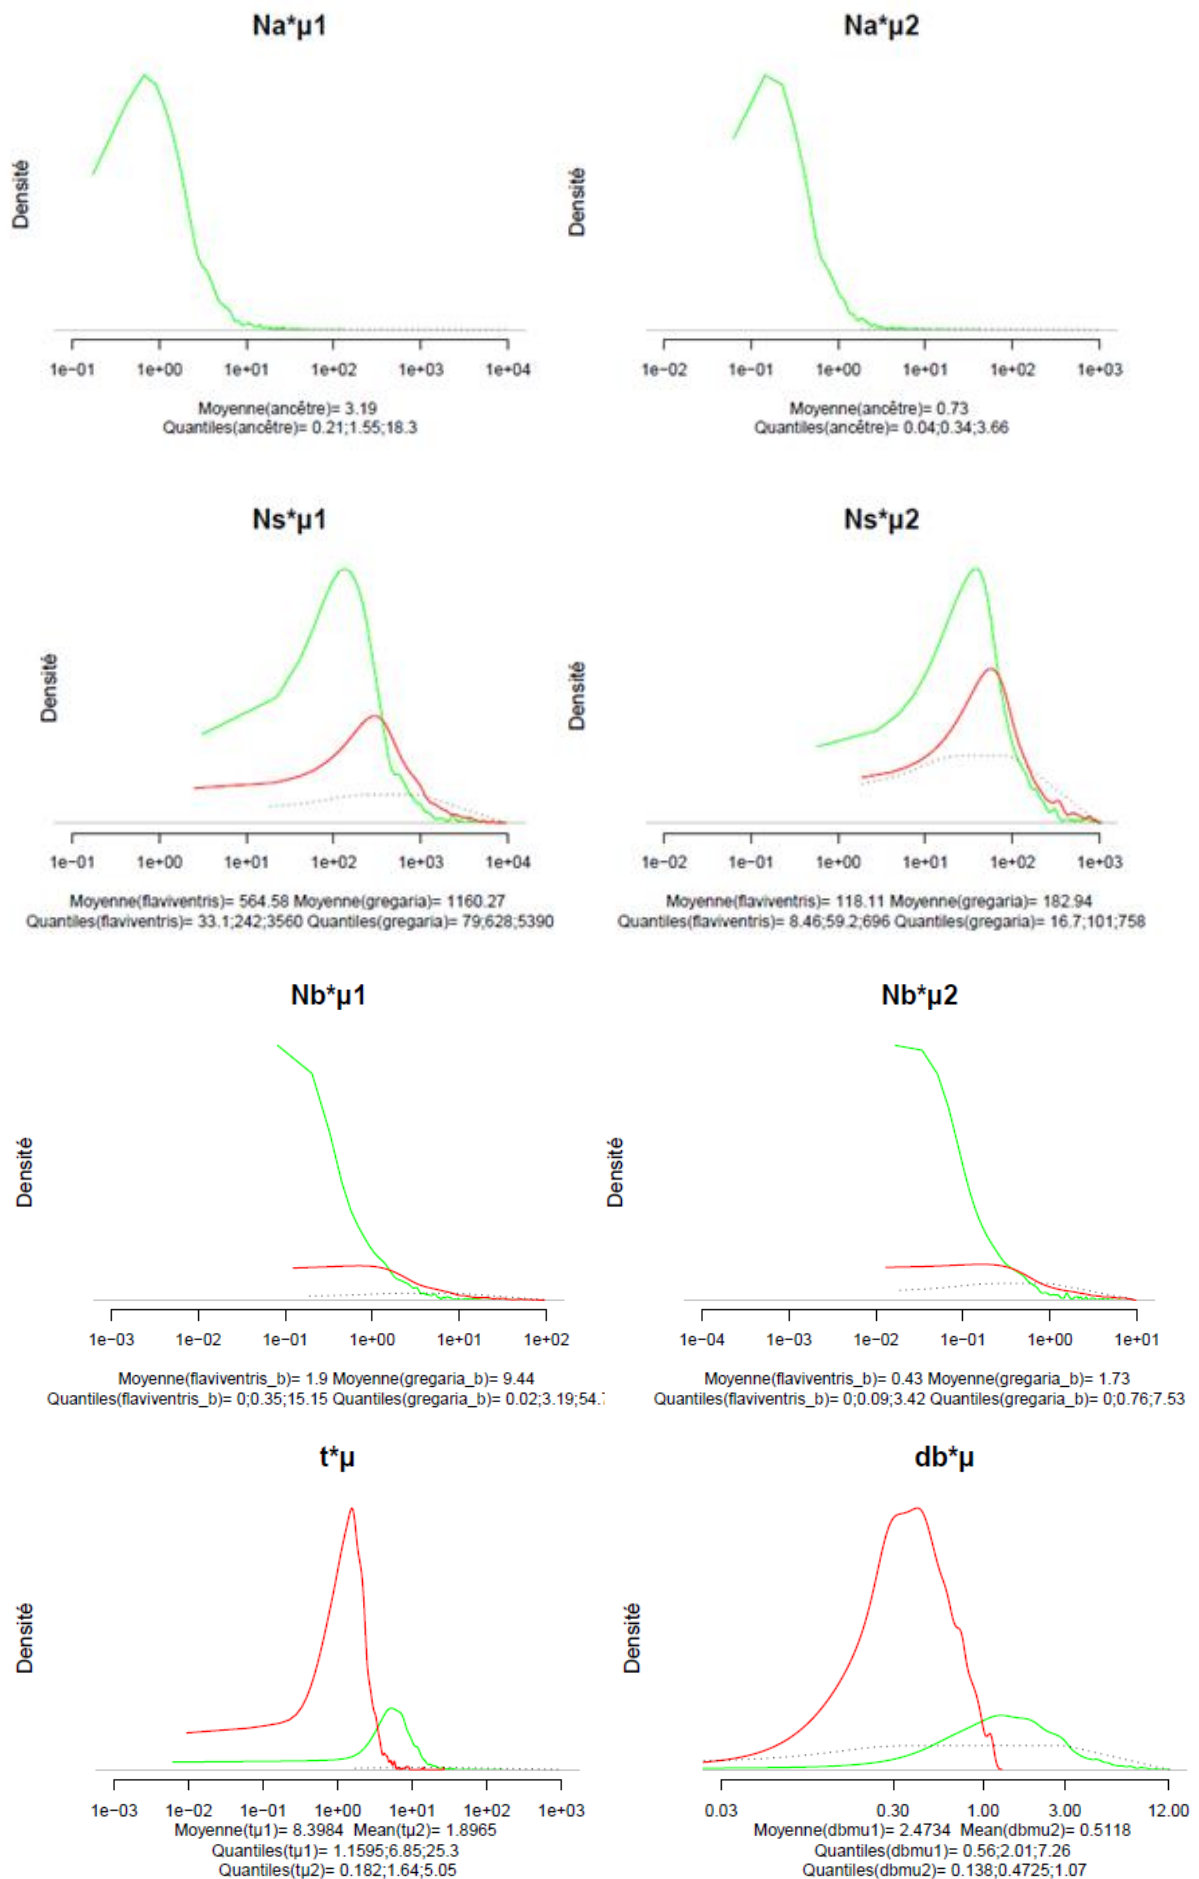 Na*µ1
Densité
1e−01 1e+00 1e+01 1e+02 1e+03 1e+04
Moyenne(ancêtre)= 3.19
Quantiles(ancêtre)= 0.21;1.55;18.3
Na*µ2
Densité
1e−02 1e−01 1e+00 1e+01 1e+02 1e+03
Moyenne(ancêtre)= 0.73
Quantiles(ancêtre)= 0.04;0.34;3.66
Ns*µ1
Densité
1e−01 1e+00 1e+01 1e+02 1e+03 1e+04
Moyenne(flaviventris)= 564.58 Moyenne(gregaria)= 1160.27
Quantiles(flaviventris)= 33.1;242;3560 Quantiles(gregaria)= 79;628;5390
Ns*µ2
Densité
1e−02 1e−01 1e+00 1e+01 1e+02 1e+03
Moyenne(flaviventris)= 118.11 Moyenne(gregaria)= 182.94
Quantiles(flaviventris)= 8.46;59.2;696 Quantiles(gregaria)= 16.7;101;758
Nb*µ1
Densité
1e−03 1e−02 1e−01 1e+00 1e+01 1e+02
Moyenne(flaviventris_b)= 1.9 Moyenne(gregaria_b)= 9.44
Quantiles(flaviventris_b)= 0;0.35;15.15 Quantiles(gregaria_b)= 0.02;3.19;54.
Nb*µ2
Densité
1e−04 1e−03 1e−02 1e−01 1e+00 1e+01
Moyenne(flaviventris_b)= 0.43 Moyenne(gregaria_b)= 1.73
Quantiles(flaviventris_b)= 0;0.09;3.42 Quantiles(gregaria_b)= 0;0.76;7.53
t*µ
Densité
1e−03 1e−02 1e−01 1e+00 1e+01 1e+02 1e+03
Moyenne(tµ1)= 8.3984 Mean(tµ2)= 1.8965
Quantiles(tµ1)= 1.1595;6.85;25.3
Quantiles(tµ2)= 0.182;1.64;5.05
db*µ
Densité
0.03 0.30 1.00 3.00 12.00
Moyenne(dbmu1)= 2.4734 Mean(dbmu2)= 0.5118
Quantiles(dbmu1)= 0.56;2.01;7.26
Quantiles(dbmu2)= 0.138;0.4725;1.07